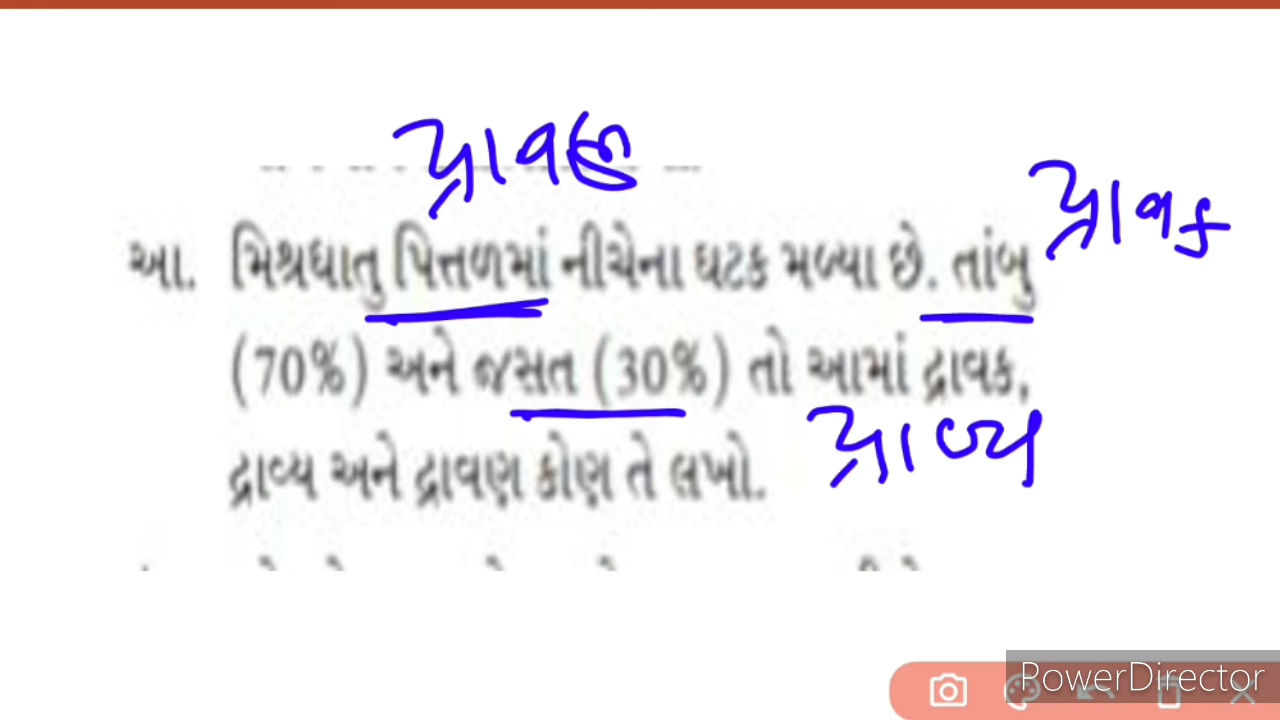 દ્રાવણ
દ્રાવક
આ. મિશ્રધાતુ પિત્તળમાં નીચેના ઘટક મળ્યા છે. તાંબુ
(70%) અને જસત (30%) તો આમાં દ્રાવક,
દ્રાવ્ય
દ્રાવ્ય અને દ્રાવણ કોણ તે લખો.
PowerDirector